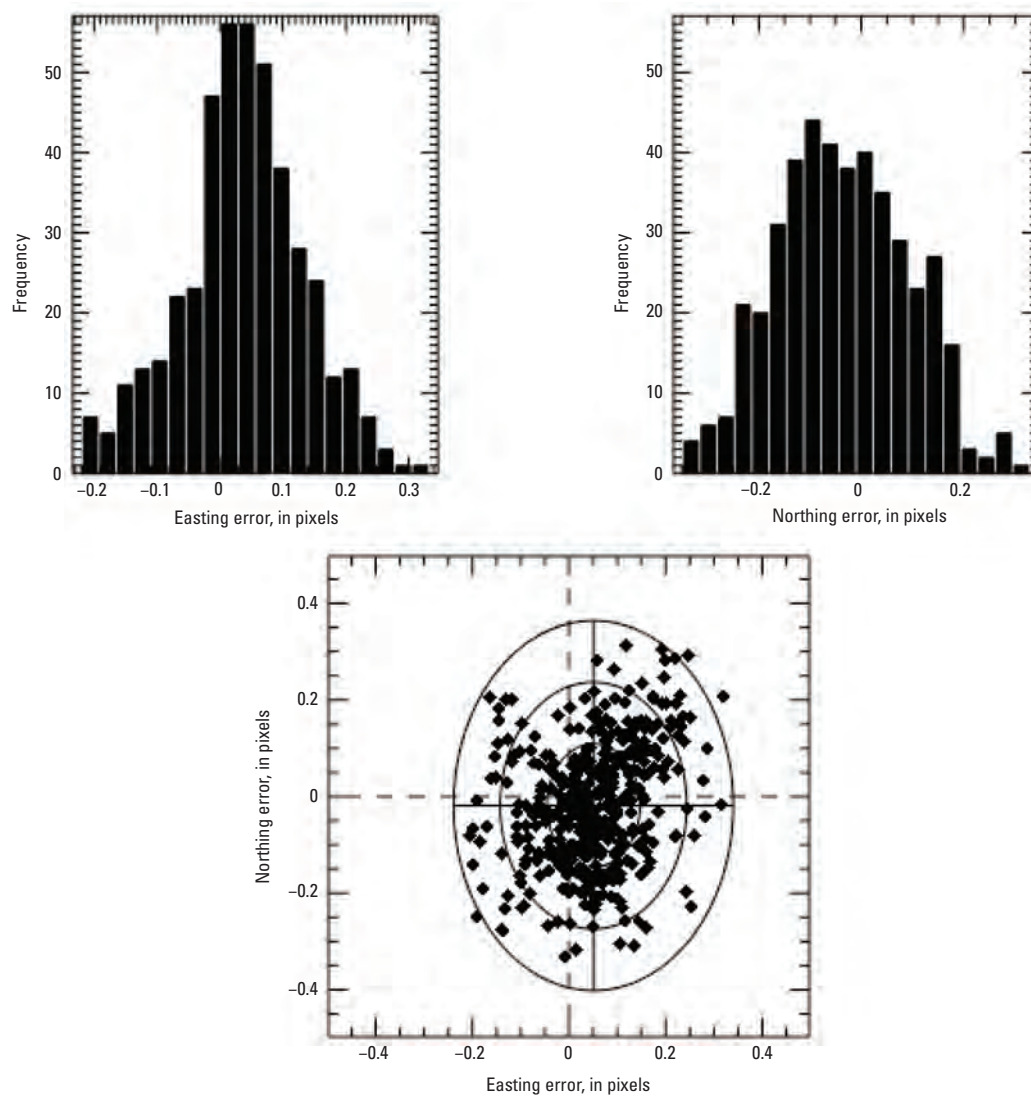 50
40
30
20
10
0
Frequency
−0.2 −0.1 0 0.1 0.2 0.3
Easting error, in pixels
50
40
30
20
10
0
Frequency
−0.2 0 0.2
Northing error, in pixels
0.4
0.2
0
−0.2
−0.4
Northing error, in pixels
−0.4 −0.2 0 0.2 0.4
Easting error, in pixels